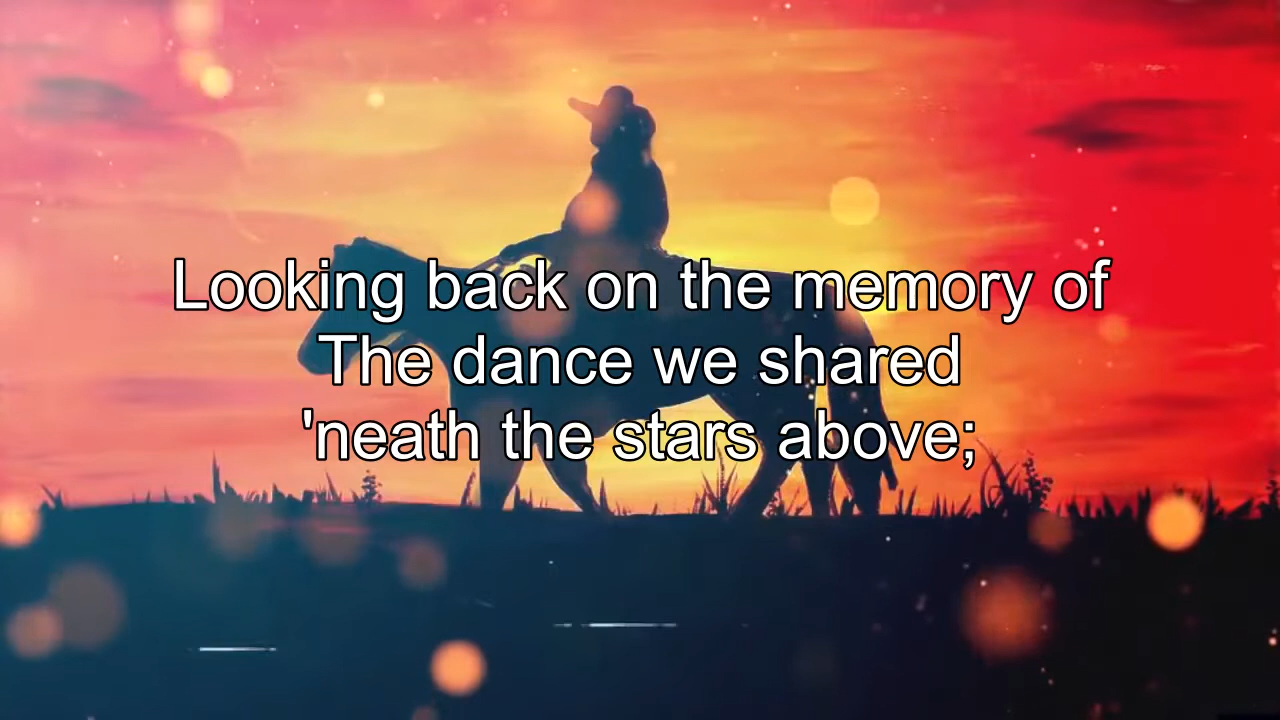 Looking back on the memory of
The dance we shared
'neath the stars above;